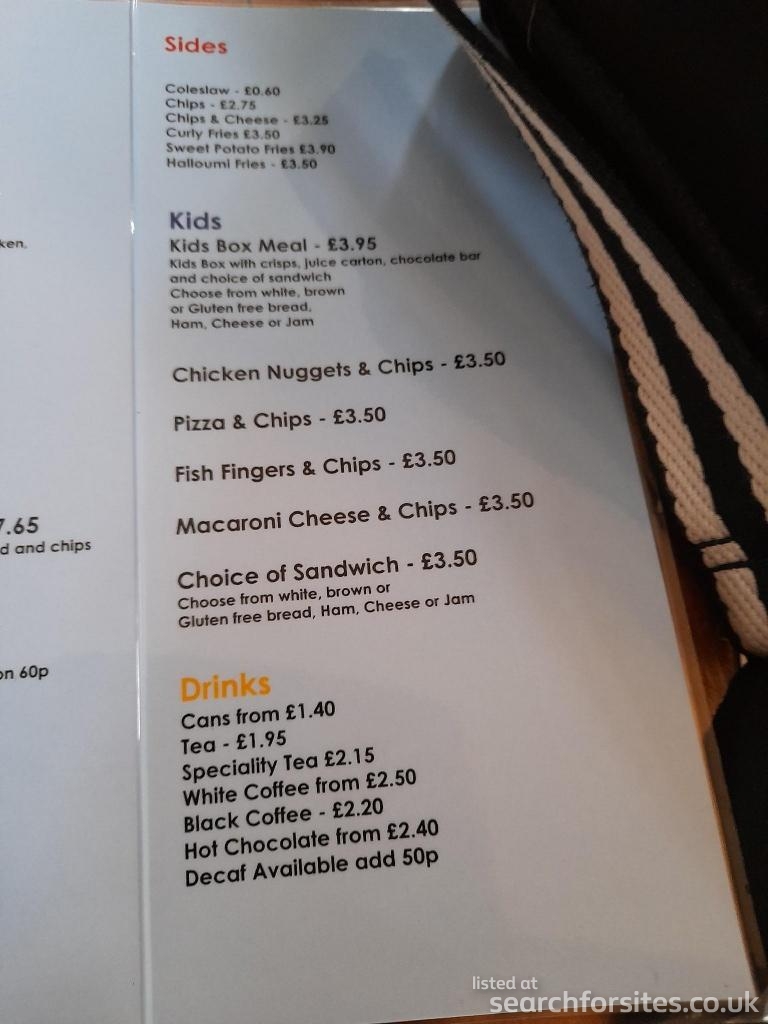 Sides
Coleslaw - £0.60
Chips - £2.75
Chips & Cheese - £3.25
Curly Fries £3.50
Sweet Potato Fries £3.90
Halloumi Fries - £3.50
Kids
Kids Box Meal - £3.95
Kids Box with crisps, juice carton, chocolate bar
and choice of sandwich
Choose from white, brown
or Gluten free bread,
Ham, Cheese or Jam
Chicken Nuggets & Chips - £3.50
Pizza & Chips - £3.50
Fish Fingers & Chips - £3.50
Macaroni Cheese & Chips - £3.50
Choice of Sandwich - £3.50
Choose from white, brown or
Gluten free bread, Ham, Cheese or Jam
Drinks
Cans from £1.40
Tea - £1.95
Speciality Tea £2.15
White Coffee from £2.50
Black Coffee - £2.20
Hot Chocolate from £2.40
Decaf Available add 50p
ken,
7.65
d and chips
on 60p
listed at
searchforsites.co.uk